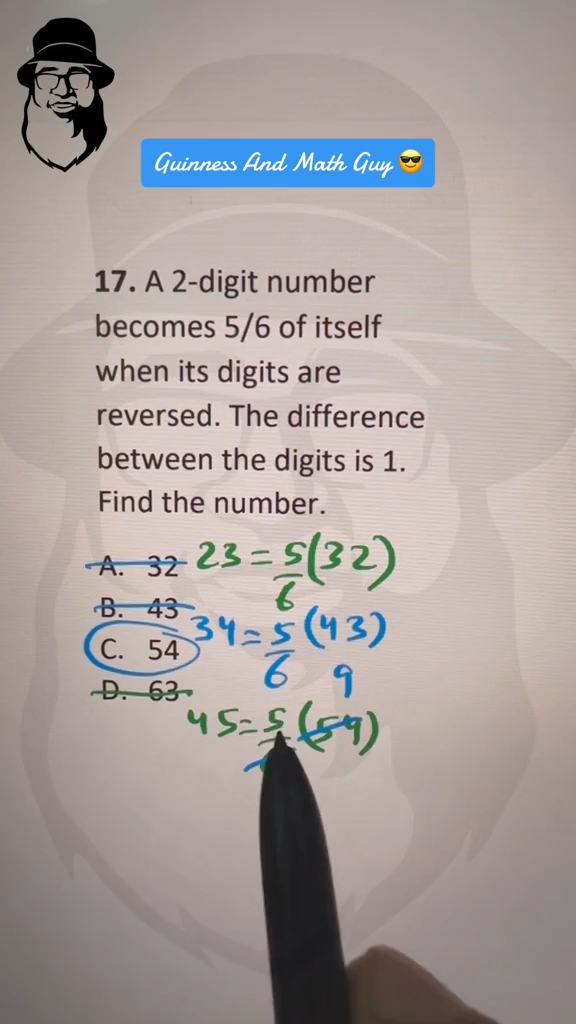 Guinness And Math Guy 😎
17. A 2-digit number
becomes 5/6 of itself
when its digits are
reversed. The difference
between the digits is 1.
Find the number.
A. 32 23 = 5/6 (32)
B. 43 34 = 5/6 (43)
C. 54
9
D. 63
45 = 5 (54)